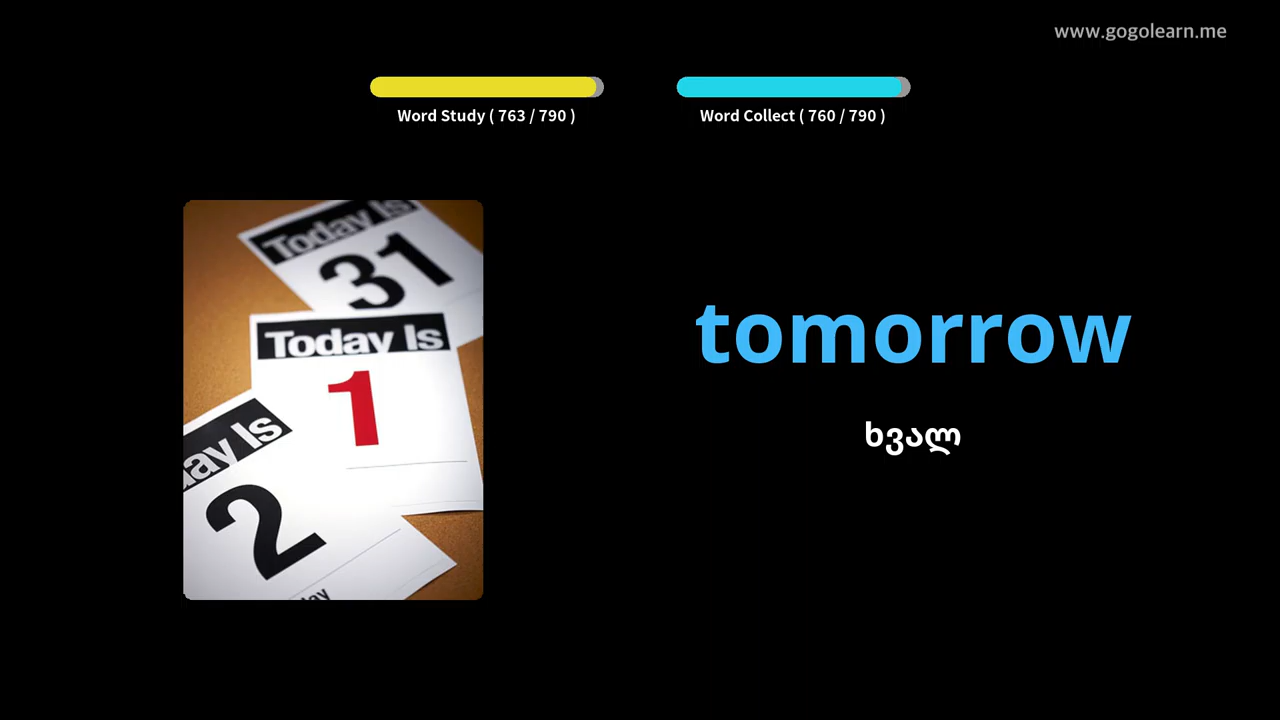 www.gogolearn.me
Word Study ( 763 / 790 )
Word Collect ( 760 / 790 )
Today Is
31
Today Is
1
ay Is
2
tomorrow
ხვალ